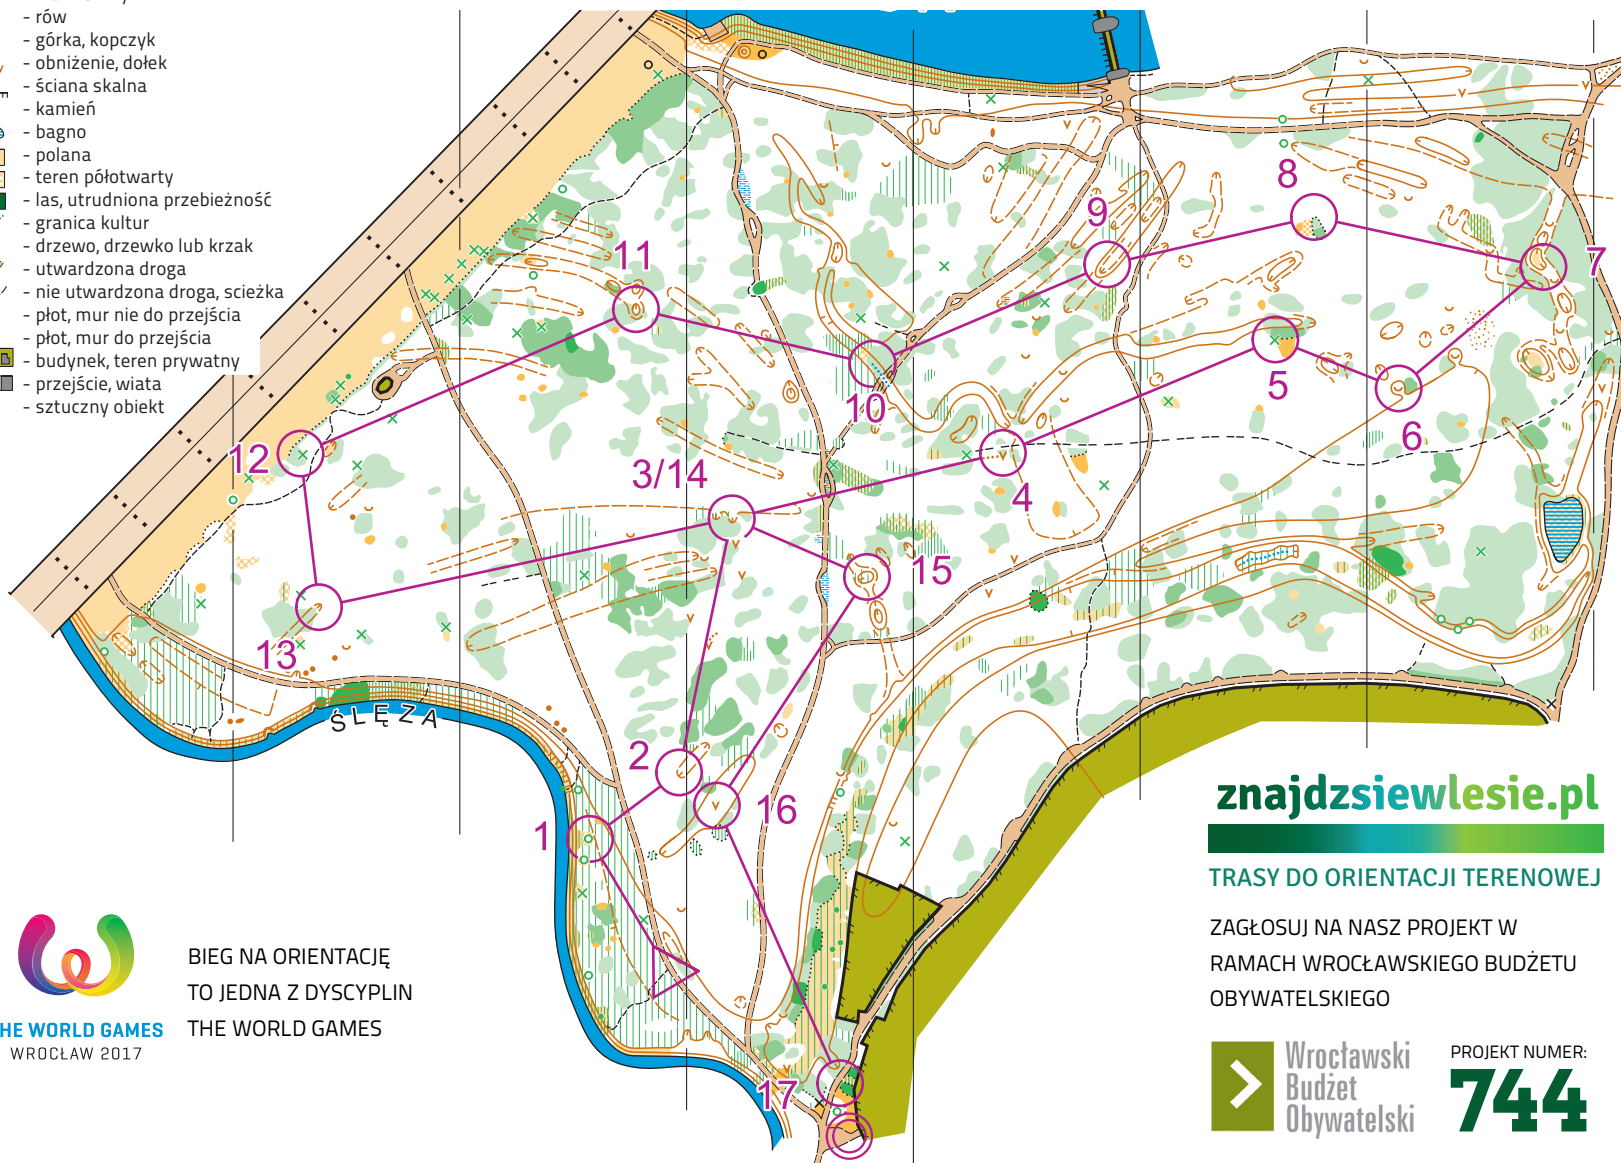 - rów
- górka, kopczyk
- obniżenie, dołek
- ściana skalna
- kamień
- bagno
- polana
- teren półotwarty
- las, utrudniona przebieżność
- granica kultur
- drzewo, drzewko lub krzak
- utwardzona droga
- nie utwardzona droga, scieżka
- płot, mur nie do przejścia
- płot, mur do przejścia
- budynek, teren prywatny
- przejście, wiata
- sztuczny obiekt
8
9
7
11
5
10
6
12
3/14
4
15
13
ŚLĘZA
2
16
1
17
znajdzsiewlesie.pl
TRASY DO ORIENTACJI TERENOWEJ
ZAGŁOSUJ NA NASZ PROJEKT W
RAMACH WROCŁAWSKIEGO BUDŻETU
OBYWATELSKIEGO
BIEG NA ORIENTACJĘ
TO JEDNA Z DYSCYPLIN
THE WORLD GAMES
HE WORLD GAMES
WROCŁAW 2017
Wrocławski
Budżet
Obywatelski
PROJEKT NUMER:
744